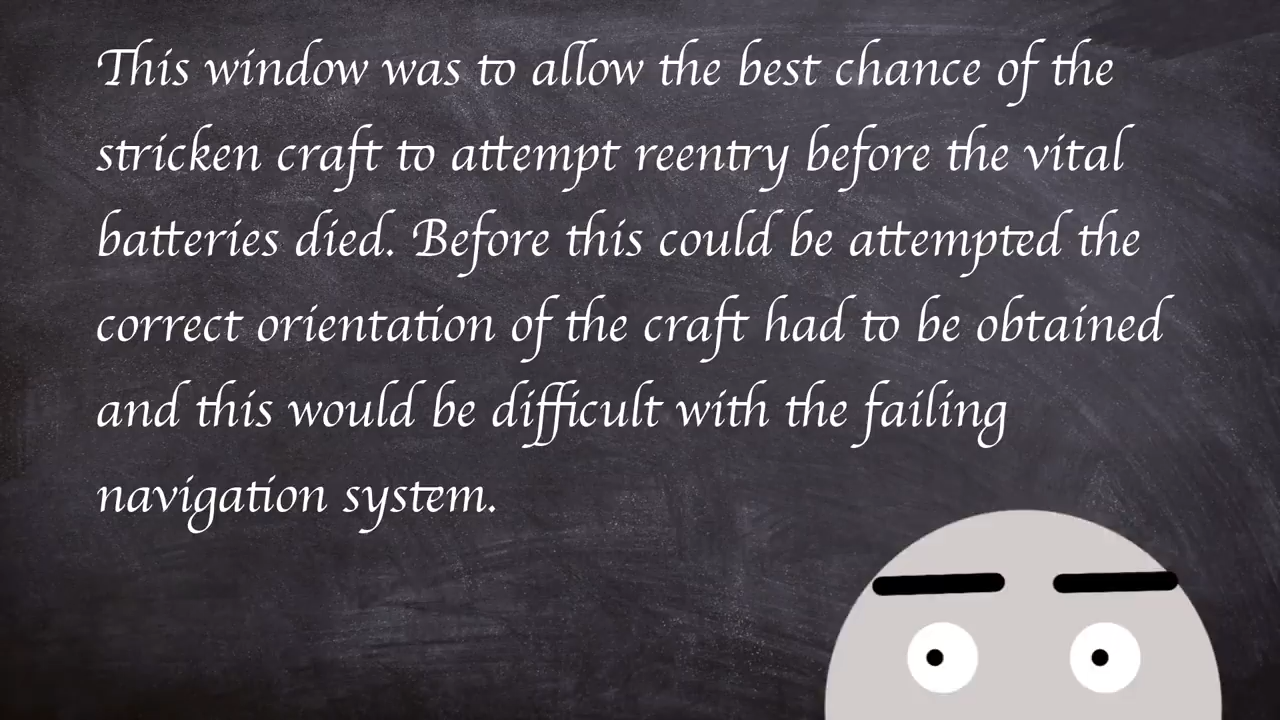 This window was to allow the best chance of the
stricken craft to attempt reentry before the vital
batteries died. Before this could be attempted the
correct orientation of the craft had to be obtained
and this would be difficult with the failing
navigation system.